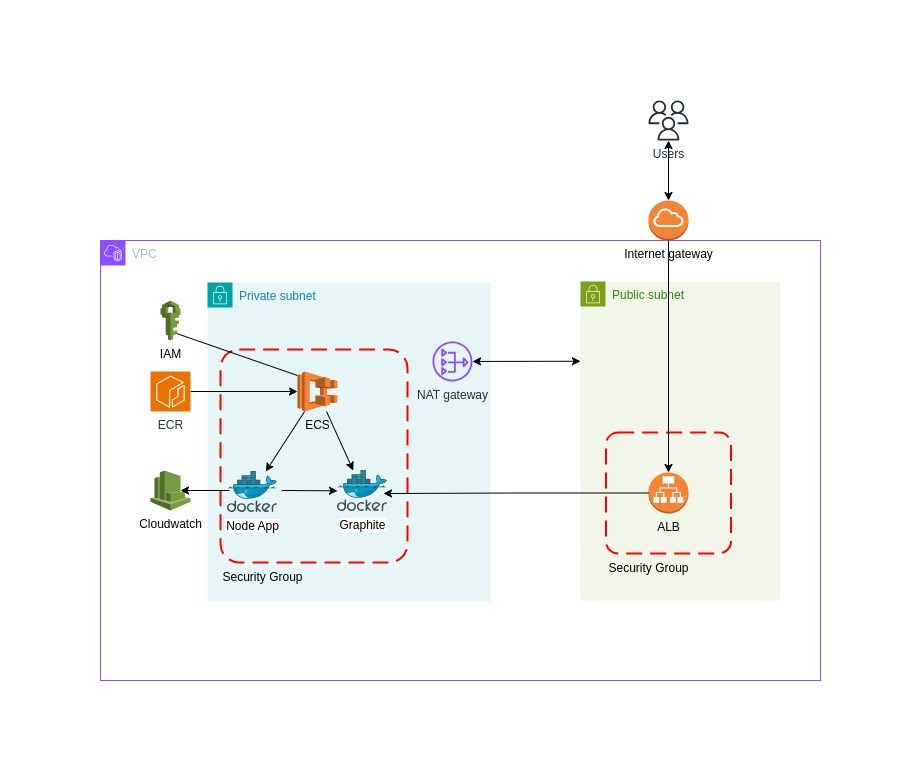 Users
Internet gateway
VPC
Private subnet
Public subnet
IAM
NAT gateway
ECR
ECS
docker
docker
Cloudwatch
Node App
Graphite
ALB
Security Group
Security Group